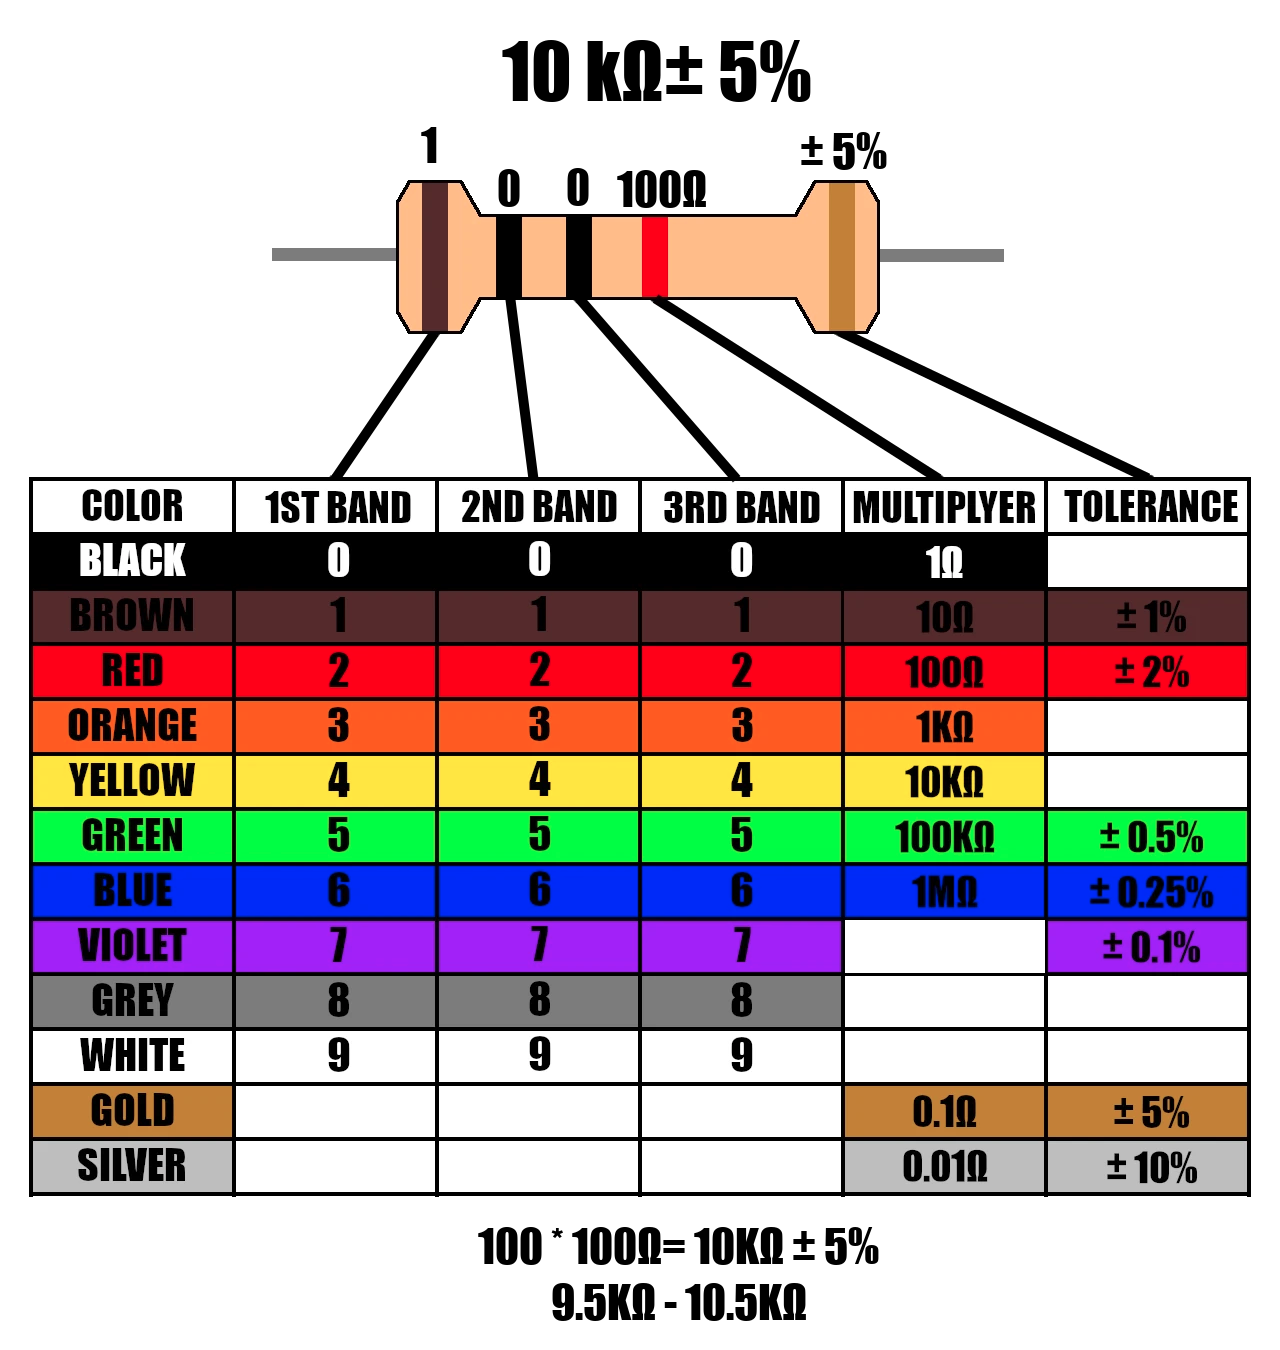 10 kΩ± 5%
1 0 0 100Ω ± 5%
COLOR 1ST BAND 2ND BAND 3RD BAND MULTIPLYER TOLERANCE
BLACK 0 0 0 1Ω
BROWN 1 1 1 10Ω ± 1%
RED 2 2 2 100Ω ± 2%
ORANGE 3 3 3 1KΩ
YELLOW 4 4 4 10KΩ
GREEN 5 5 5 100KΩ ± 0.5%
BLUE 6 6 6 1MΩ ± 0.25%
VIOLET 7 7 7 ± 0.1%
GREY 8 8 8
WHITE 9 9 9
GOLD 0.1Ω ± 5%
SILVER 0.01Ω ± 10%
100 * 100Ω= 10KΩ ± 5%
9.5KΩ - 10.5KΩ